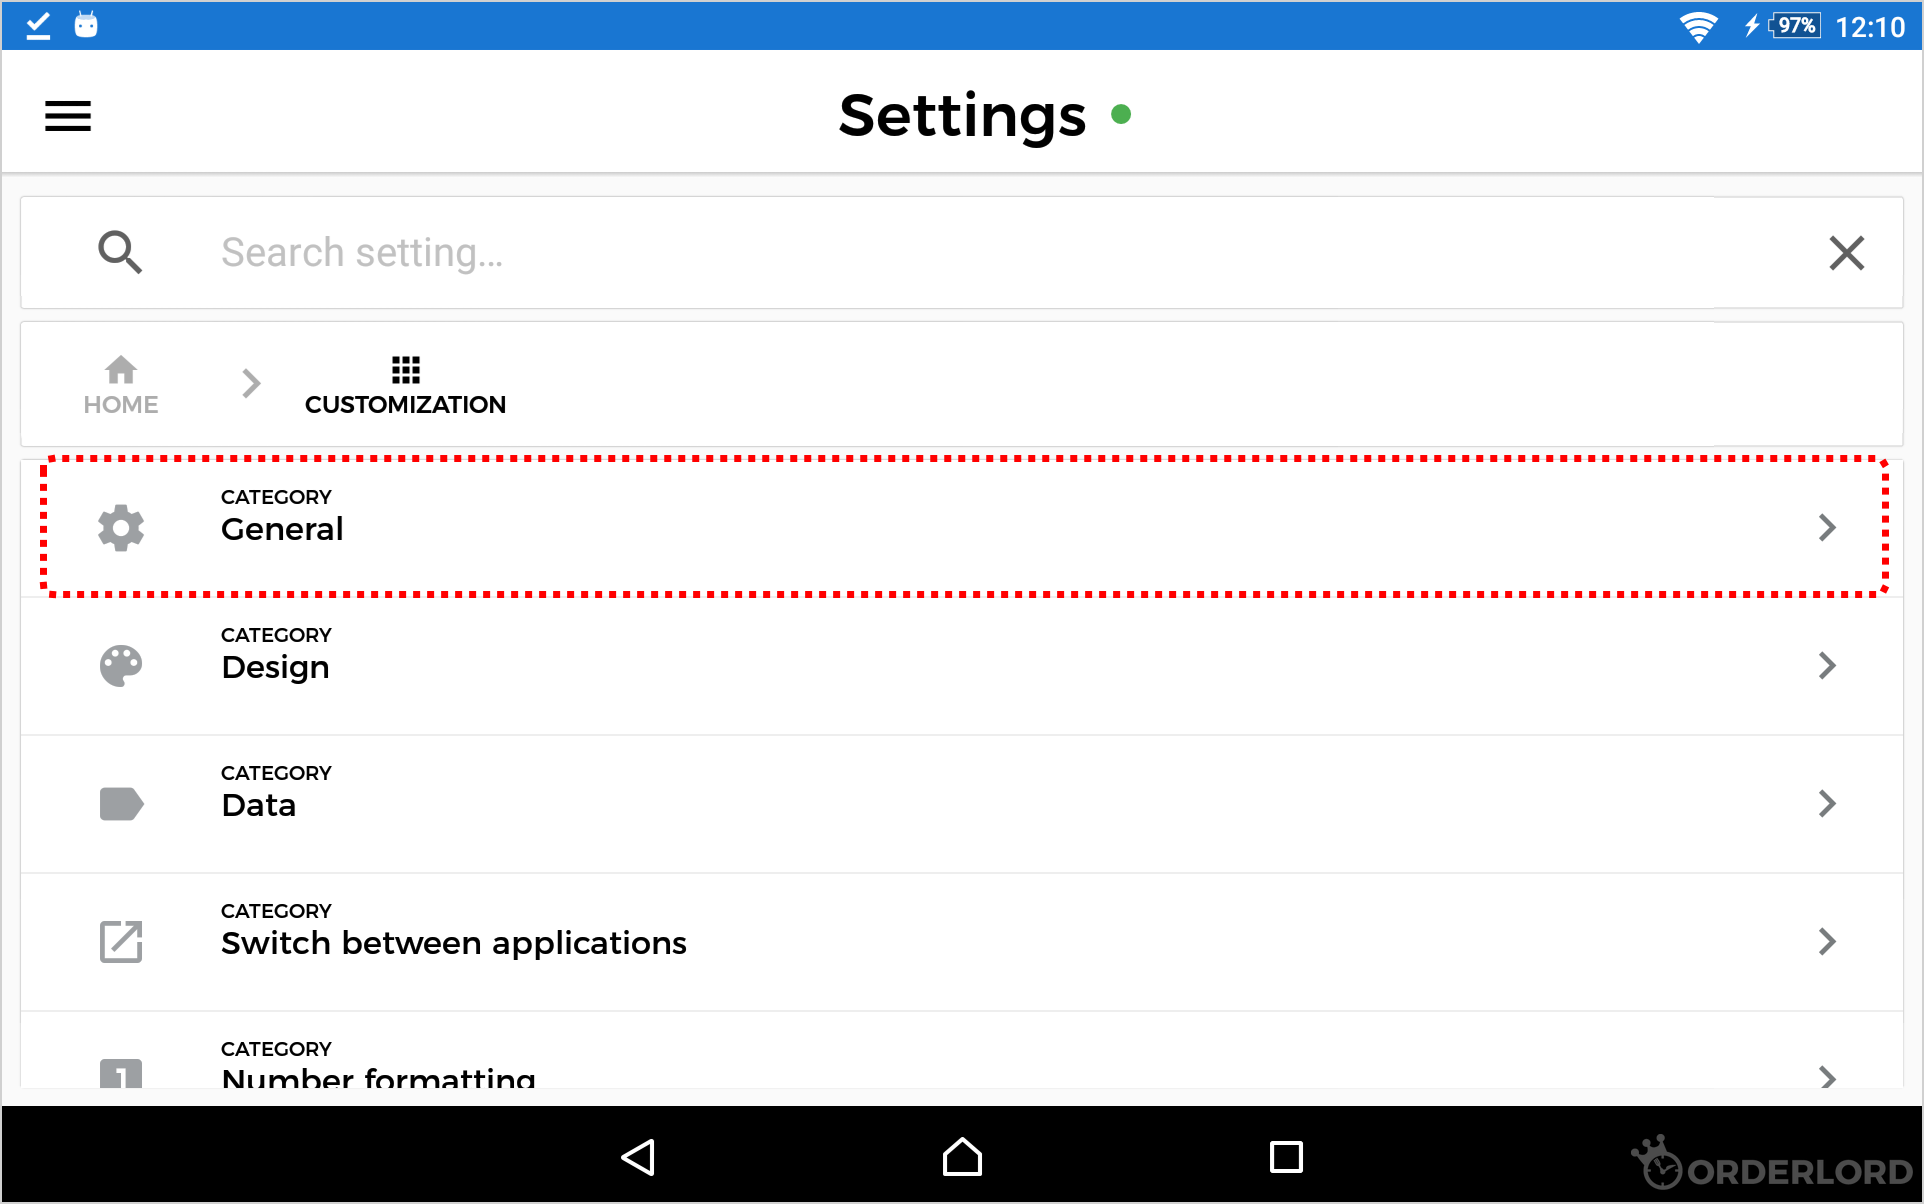 97% 12:10
Settings
Search setting...
HOME
CUSTOMIZATION
CATEGORY
General
CATEGORY
Design
CATEGORY
Data
CATEGORY
Switch between applications
CATEGORY
1
Number formatting
ORDERLORD